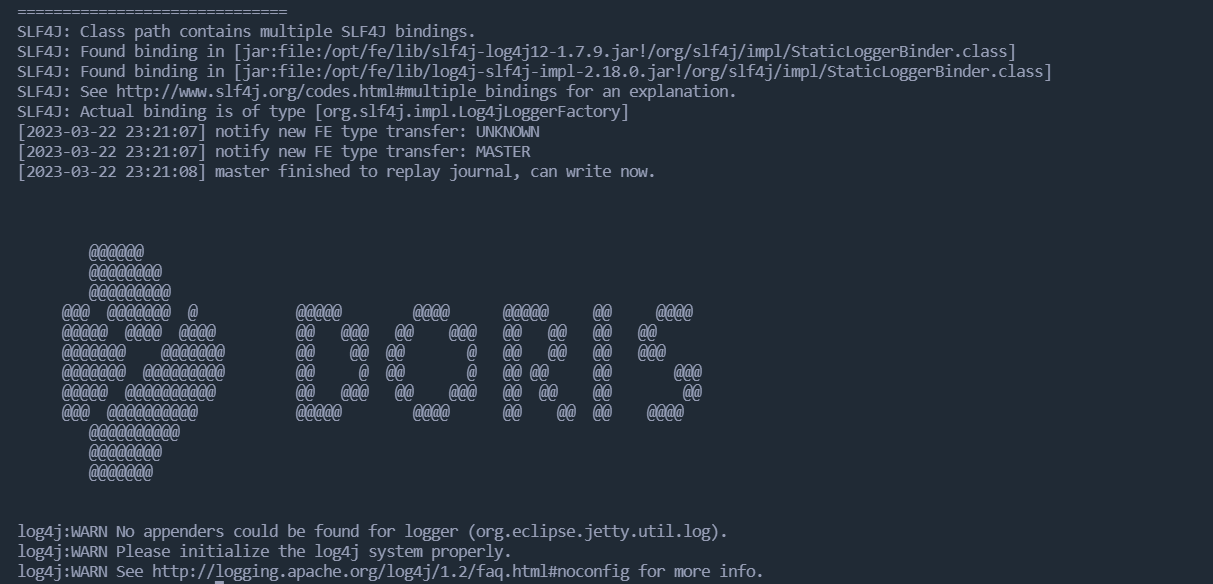 ==============================
SLF4J: Class path contains multiple SLF4J bindings.
SLF4J: Found binding in [jar:file:/opt/fe/lib/slf4j-log4j12-1.7.9.jar!/org/slf4j/impl/StaticLoggerBinder.class]
SLF4J: Found binding in [jar:file:/opt/fe/lib/log4j-slf4j-impl-2.18.0.jar!/org/slf4j/impl/StaticLoggerBinder.class]
SLF4J: See http://www.slf4j.org/codes.html#multiple_bindings for an explanation.
SLF4J: Actual binding is of type [org.slf4j.impl.Log4jLoggerFactory]
[2023-03-22 23:21:07] notify new FE type transfer: UNKNOWN
[2023-03-22 23:21:07] notify new FE type transfer: MASTER
[2023-03-22 23:21:08] master finished to replay journal, can write now.
DORIS
log4j:WARN No appenders could be found for logger (org.eclipse.jetty.util.log).
log4j:WARN Please initialize the log4j system properly.
log4j:WARN See http://logging.apache.org/log4j/1.2/faq.html#noconfig for more info.